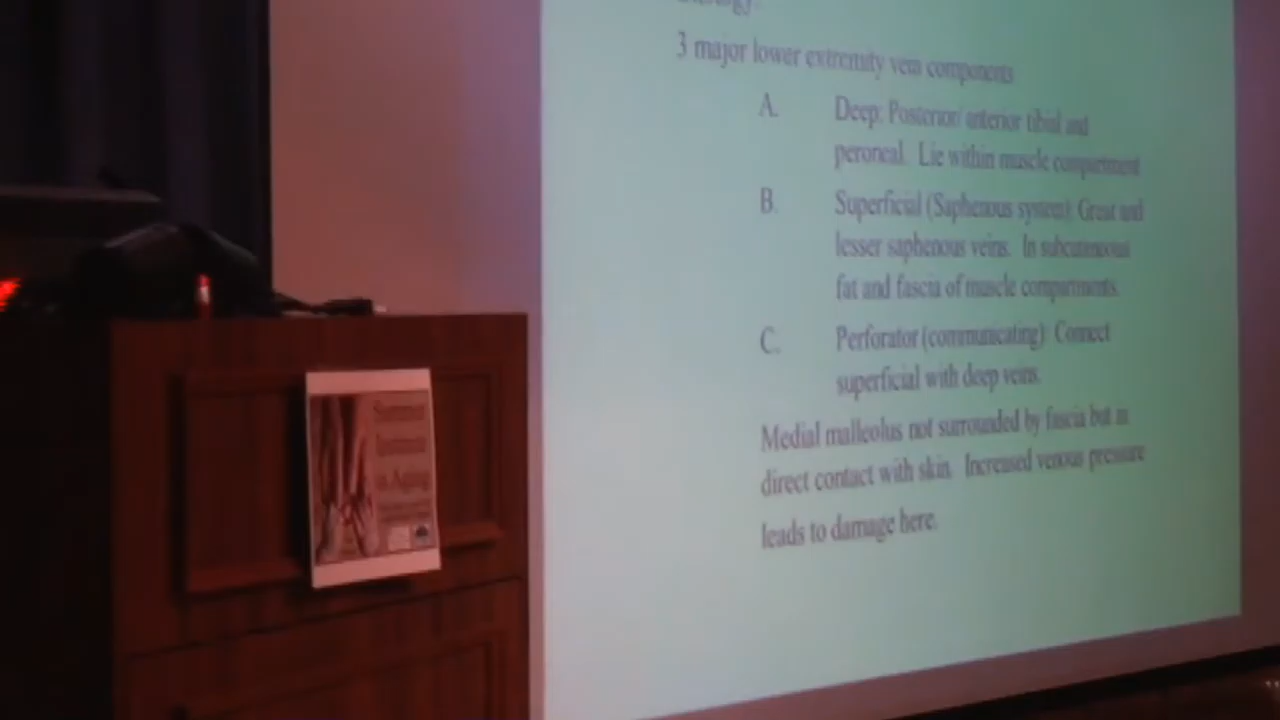 3 major lower extremity vein components
A. Deep: Posterior/ anterior tibial and
peroneal. Lie within muscle compartment
B. Superficial (Saphenous system): Great and
lesser saphenous veins. In subcutaneous
fat and fascia of muscle compartments.
C. Perforator (communicating): Connect
superficial with deep veins.
Medial malleolus not surrounded by fascia but in
direct contact with skin. Increased venous pressure
leads to damage here.
Summer
Institute
in Aging